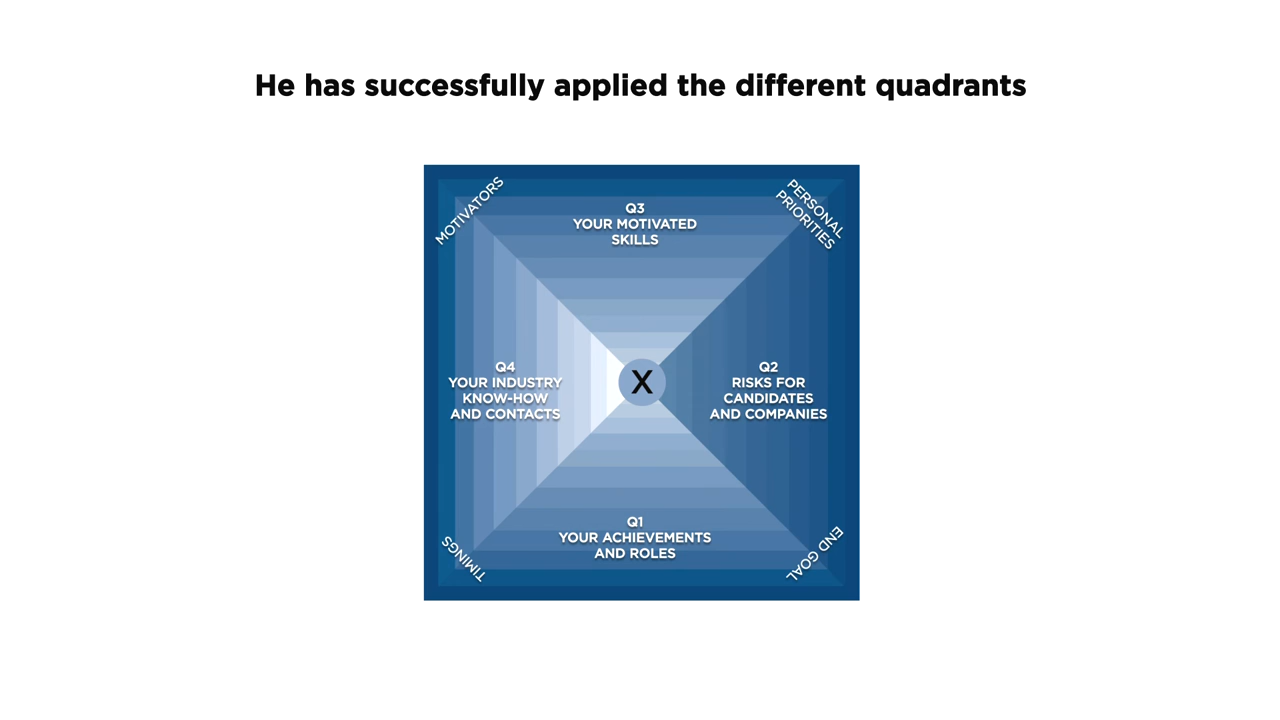 He has successfully applied the different quadrants
MOTIVATORS
PERSONAL
PRIORITIES
Q3
YOUR MOTIVATED
SKILLS
Q4
YOUR INDUSTRY
KNOW-HOW
AND CONTACTS
X
Q2
RISKS FOR
CANDIDATES
AND COMPANIES
Q1
YOUR ACHIEVEMENTS
AND ROLES
TIMINGS
END GOAL